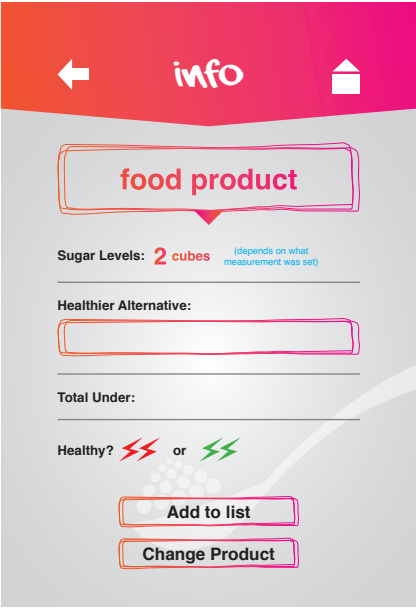 info
food product
Sugar Levels: 2 cubes (depends on what
measurement was set)
Healthier Alternative:
Total Under:
Healthy? or
Add to list
Change Product